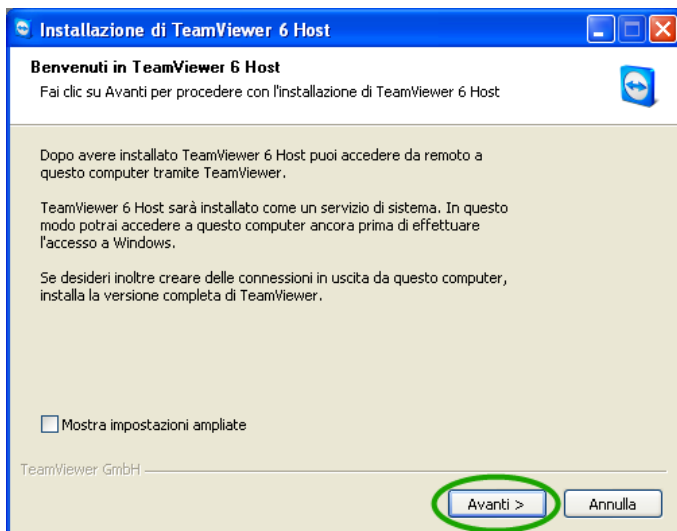 Installazione di TeamViewer 6 Host
Benvenuti in TeamViewer 6 Host
Fai clic su Avanti per procedere con l'installazione di TeamViewer 6 Host
Dopo avere installato TeamViewer 6 Host puoi accedere da remoto a
questo computer tramite TeamViewer.
TeamViewer 6 Host sarà installato come un servizio di sistema. In questo
modo potrai accedere a questo computer ancora prima di effettuare
l'accesso a Windows.
Se desideri inoltre creare delle connessioni in uscita da questo computer,
installa la versione completa di TeamViewer.
Mostra impostazioni ampliate
TeamViewer GmbH
Avanti > Annulla